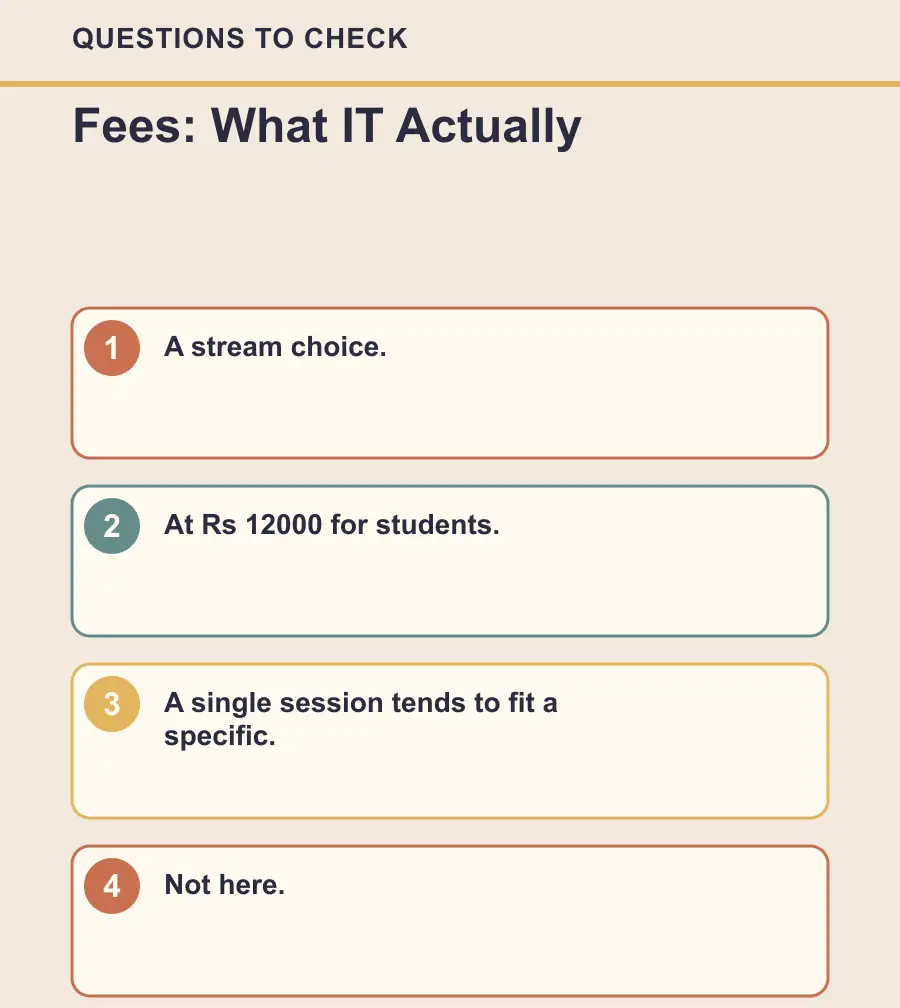 QUESTIONS TO CHECK
Fees: What IT Actually
1 A stream choice.
2 At Rs 12000 for students.
3 A single session tends to fit a
specific.
4 Not here.